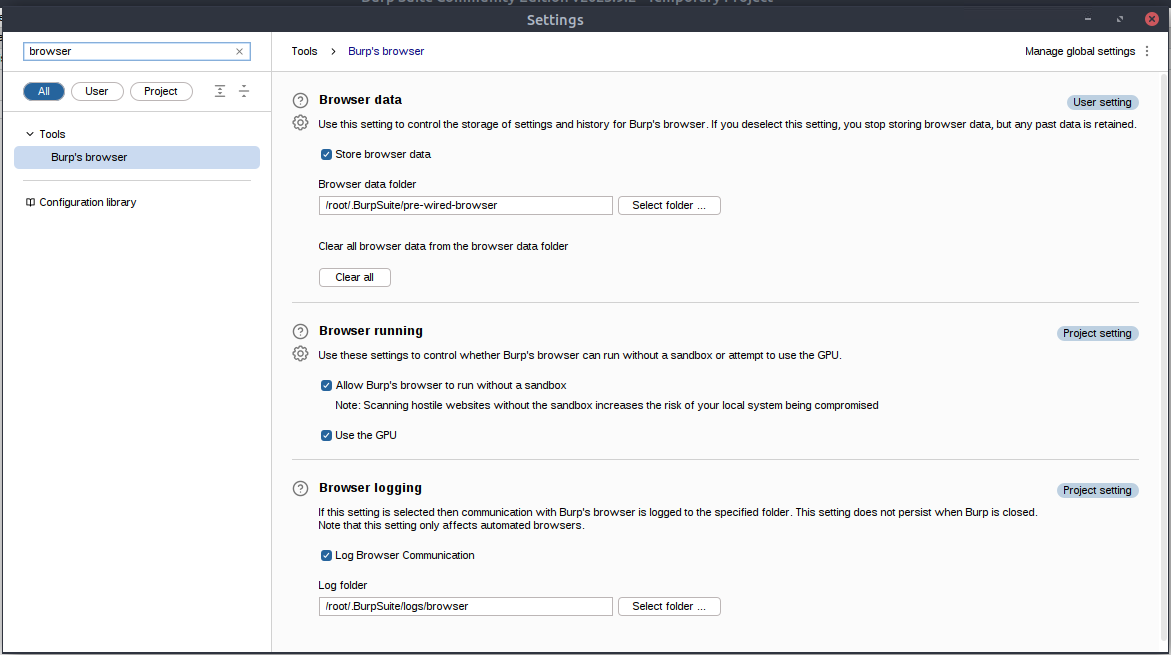 Settings
browser
Tools > Burp's browser
Manage global settings
All User Project
Tools
Burp's browser
Configuration library
Browser data
User setting
Use this setting to control the storage of settings and history for Burp's browser. If you deselect this setting, you stop storing browser data, but any past data is retained.
Store browser data
Browser data folder
/root/.BurpSuite/pre-wired-browser
Select folder ...
Clear all browser data from the browser data folder
Clear all
Browser running
Project setting
Use these settings to control whether Burp's browser can run without a sandbox or attempt to use the GPU.
Allow Burp's browser to run without a sandbox
Note: Scanning hostile websites without the sandbox increases the risk of your local system being compromised
Use the GPU
Browser logging
Project setting
If this setting is selected then communication with Burp's browser is logged to the specified folder. This setting does not persist when Burp is closed.
Note that this setting only affects automated browsers.
Log Browser Communication
Log folder
/root/.BurpSuite/logs/browser
Select folder ...